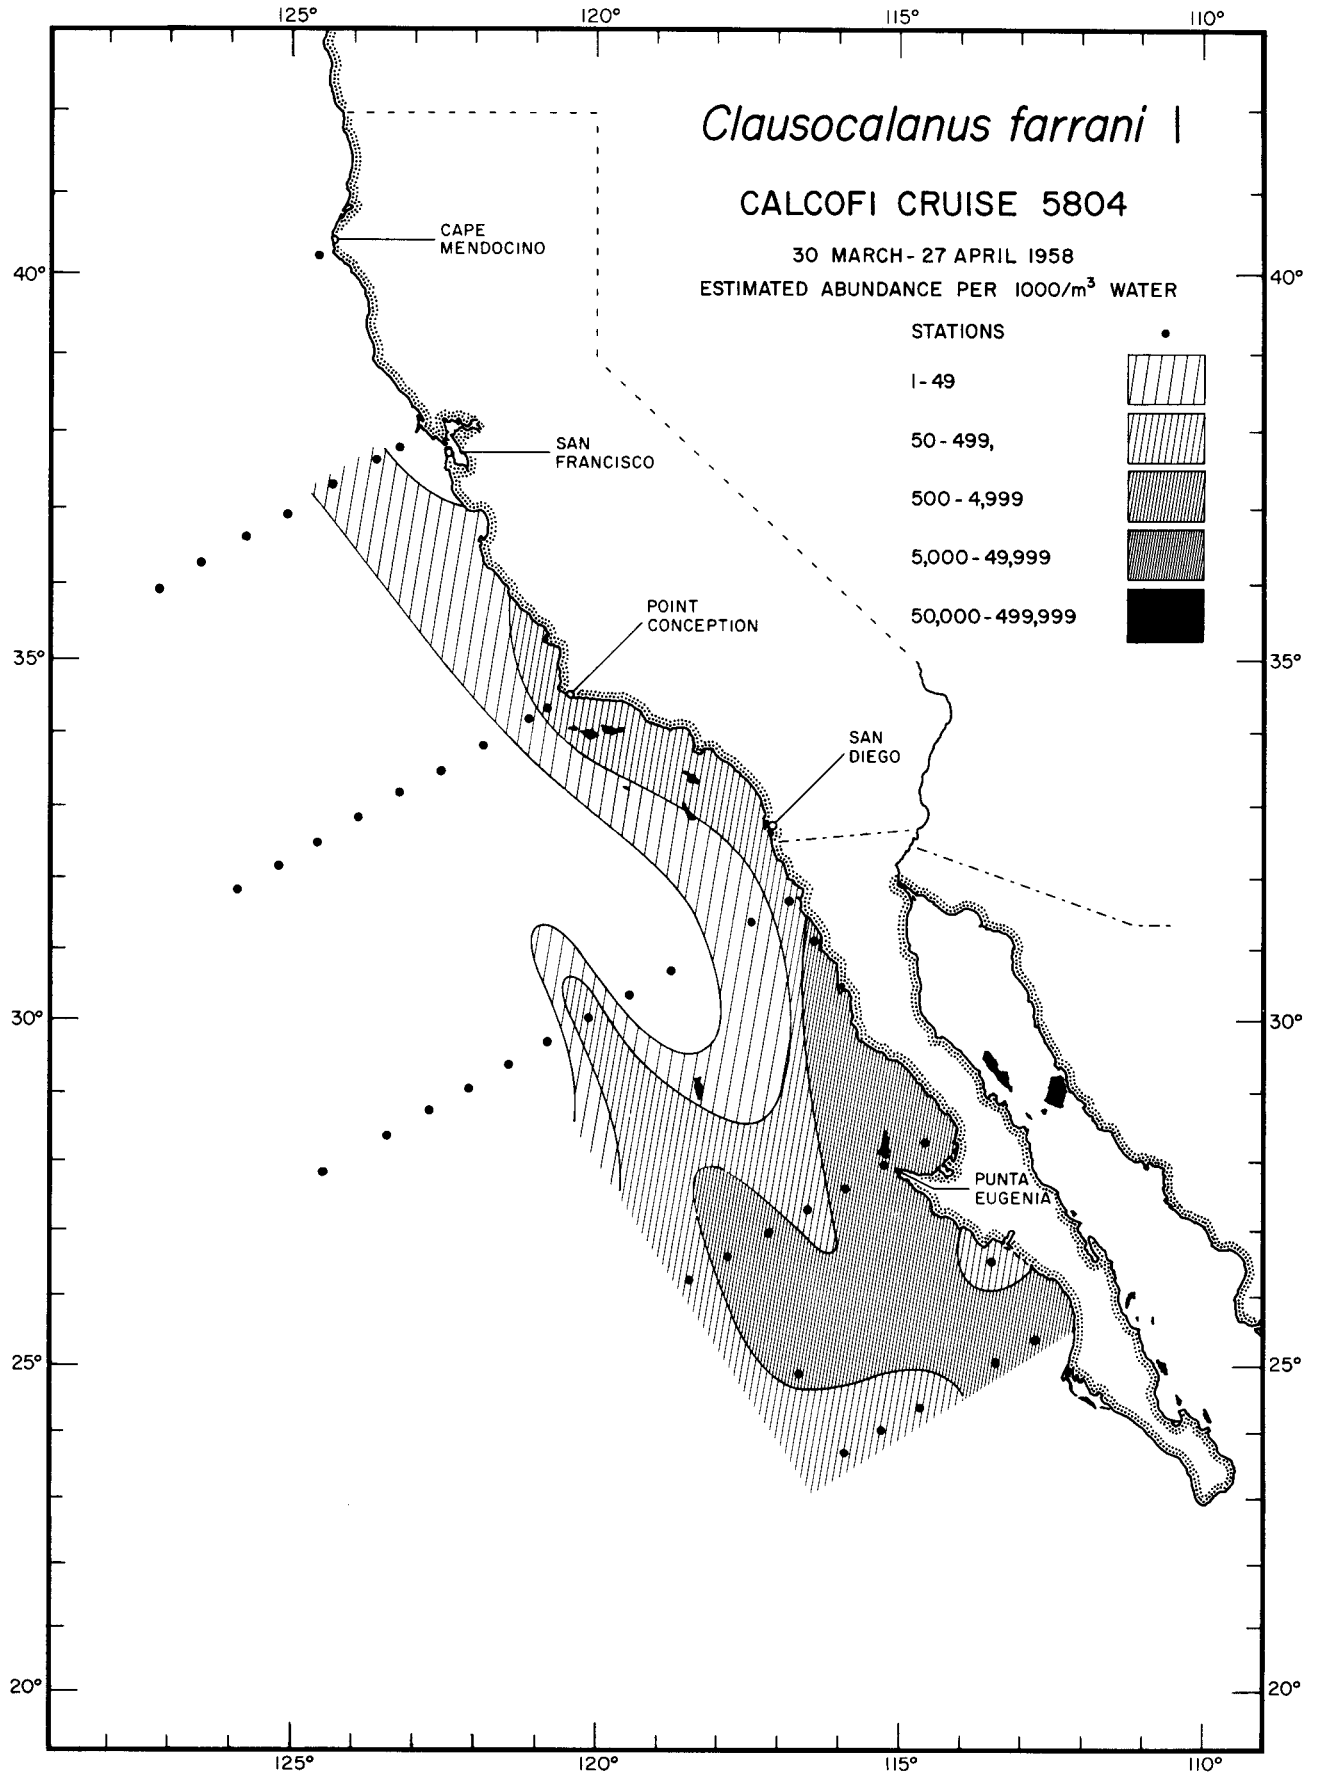 125° 120° 115° 110°
Clausocalanus farrani I
CALCOFI CRUISE 5804
30 MARCH - 27 APRIL 1958
ESTIMATED ABUNDANCE PER 1000/m³ WATER
STATIONS
1 - 49
50 - 499,
500 - 4,999
5,000 - 49,999
50,000 - 499,999
CAPE
MENDOCINO
40° 40°
SAN
FRANCISCO
POINT
CONCEPTION
35° 35°
SAN
DIEGO
30° 30°
PUNTA
EUGENIA
25° 25°
20° 20°
125° 120° 115° 110°